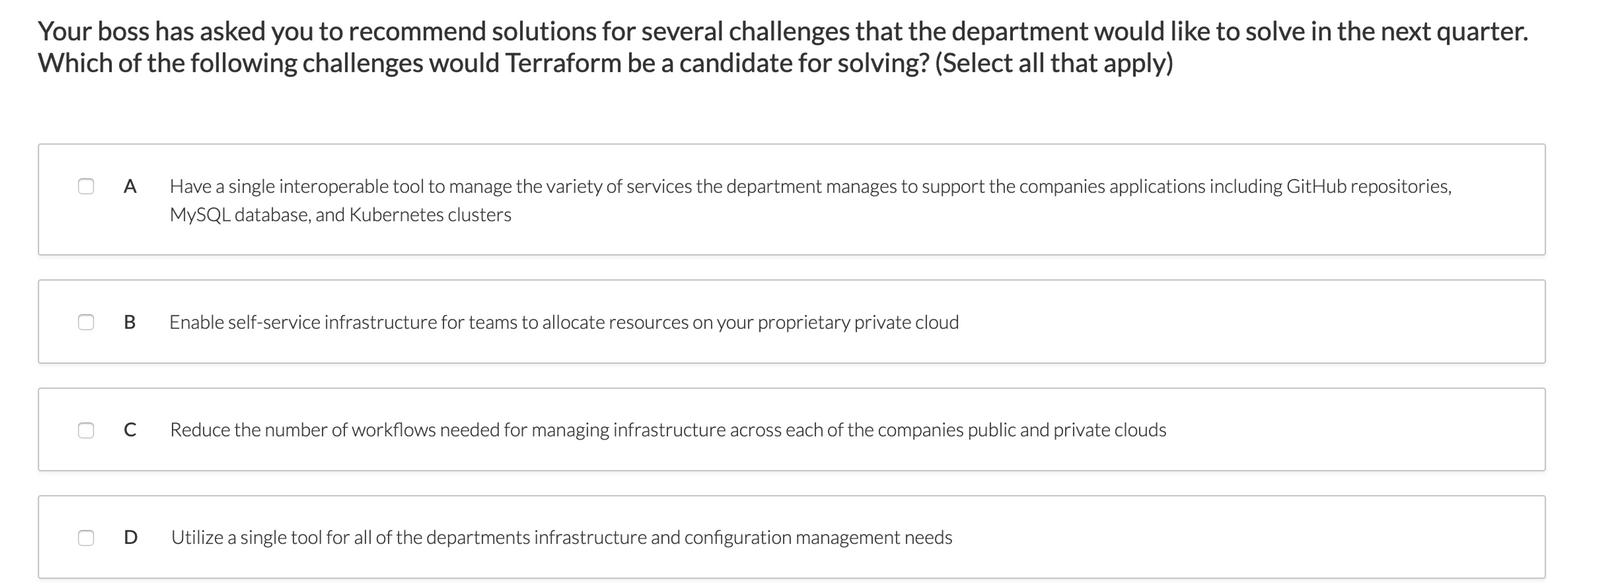 Your boss has asked you to recommend solutions for several challenges that the department would like to solve in the next quarter.
Which of the following challenges would Terraform be a candidate for solving? (Select all that apply)
A Have a single interoperable tool to manage the variety of services the department manages to support the companies applications including GitHub repositories,
MySQL database, and Kubernetes clusters
B Enable self-service infrastructure for teams to allocate resources on your proprietary private cloud
C Reduce the number of workflows needed for managing infrastructure across each of the companies public and private clouds
D Utilize a single tool for all of the departments infrastructure and configuration management needs